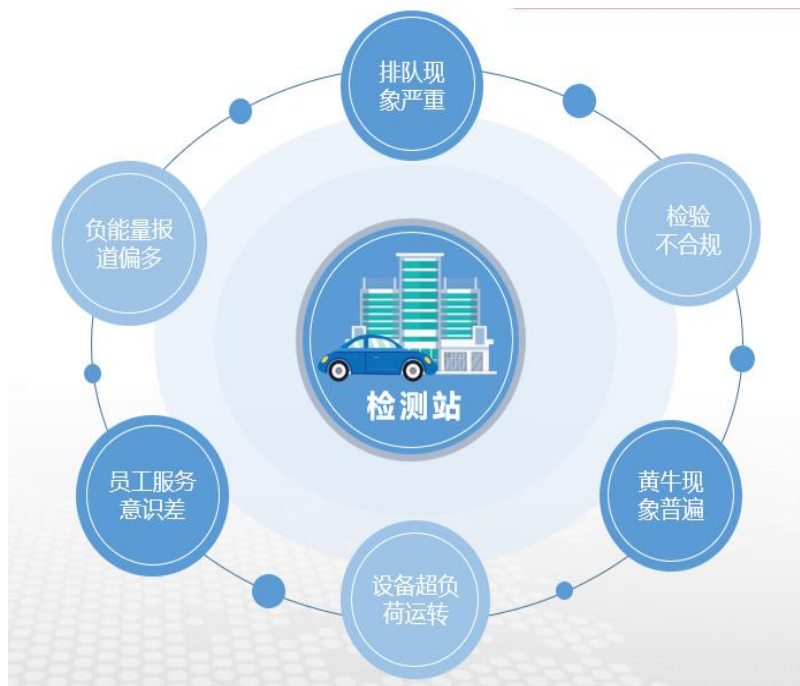 排队现
象严重
检验
不合规
黄牛现
象普遍
设备超负
荷运转
员工服务
意识差
负能量报
道偏多
检测站